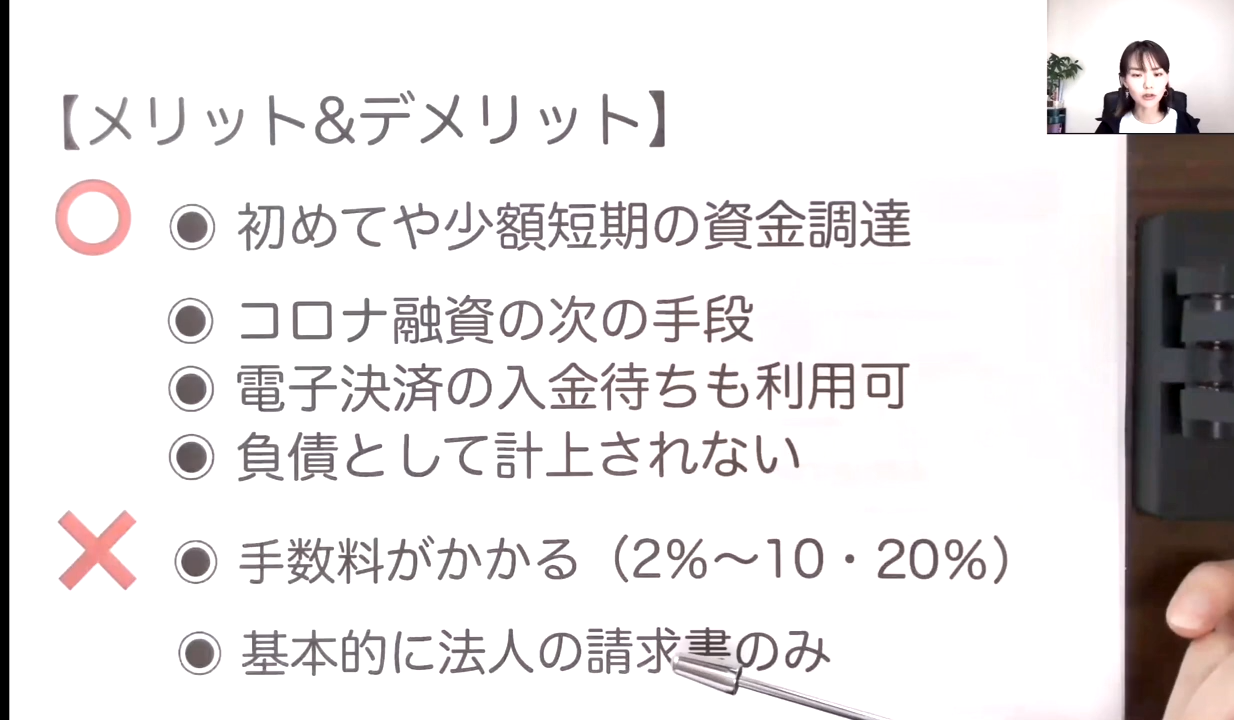 【メリット&デメリット】
初めてや少額短期の資金調達
コロナ融資の次の手段
電子決済の入金待ちも利用可
負債として計上されない
手数料がかかる（2%〜10・20%）
基本的に法人の請求書のみ